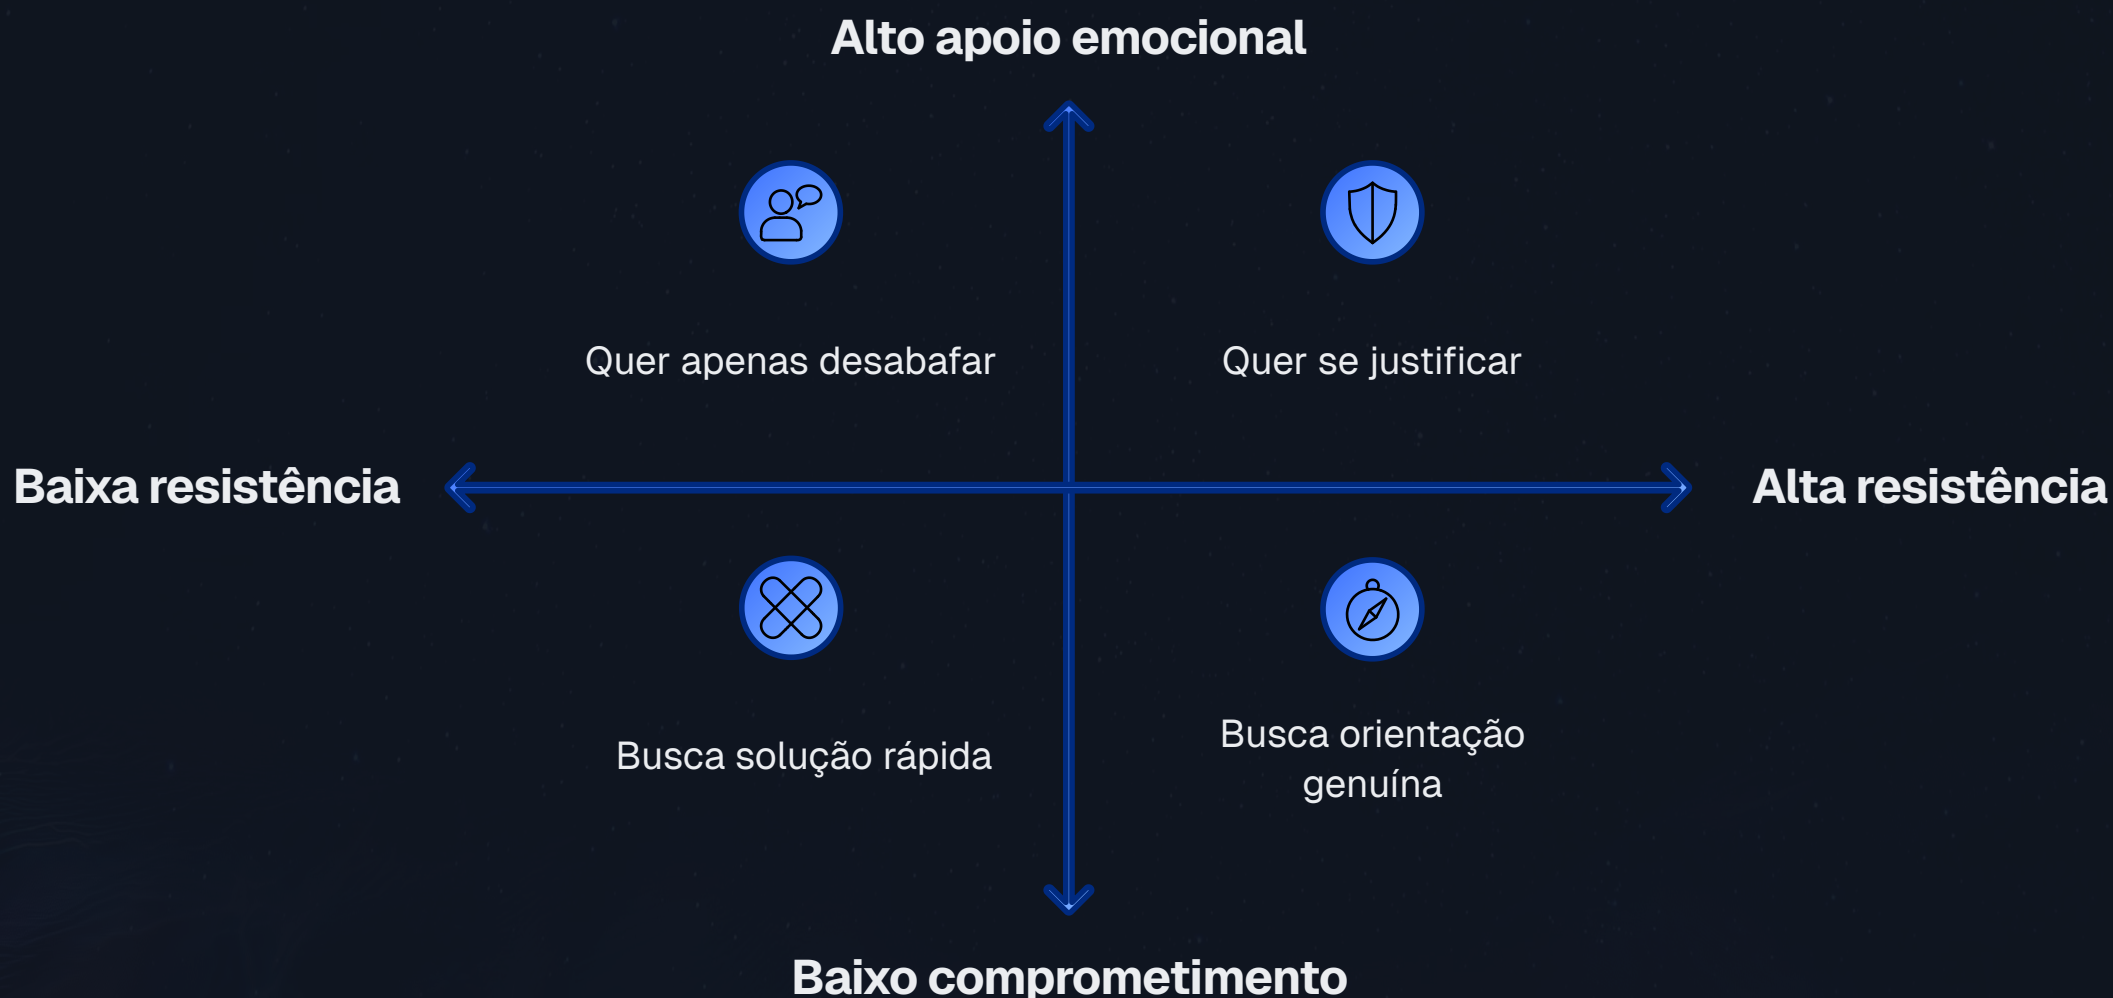 Alto apoio emocional
Quer apenas desabafar
Quer se justificar
Baixa resistência
Alta resistência
Busca solução rápida
Busca orientação
genuína
Baixo comprometimento